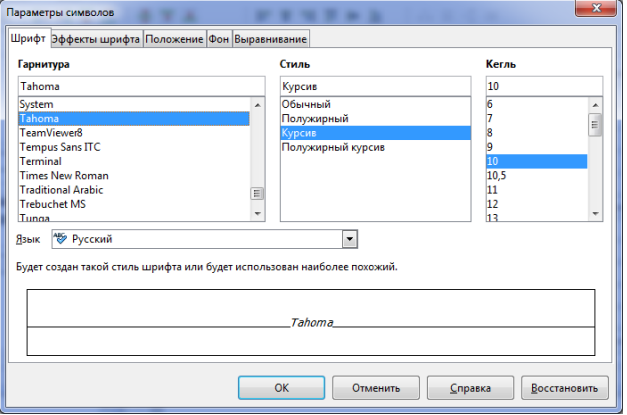 Параметры символов
Шрифт Эффекты шрифта Положение Фон Выравнивание
Гарнитура Стиль Кегль
Tahoma Курсив 10
System Обычный 6
Tahoma Полужирный 7
TeamViewer8 Курсив 8
Tempus Sans ITC Полужирный курсив 9
Terminal 10
Times New Roman 10,5
Traditional Arabic 11
Trebuchet MS 12
Tunga 13
Язык ABC Русский
Будет создан такой стиль шрифта или будет использован наиболее похожий.
Tahoma
OK Отменить Справка Восстановить